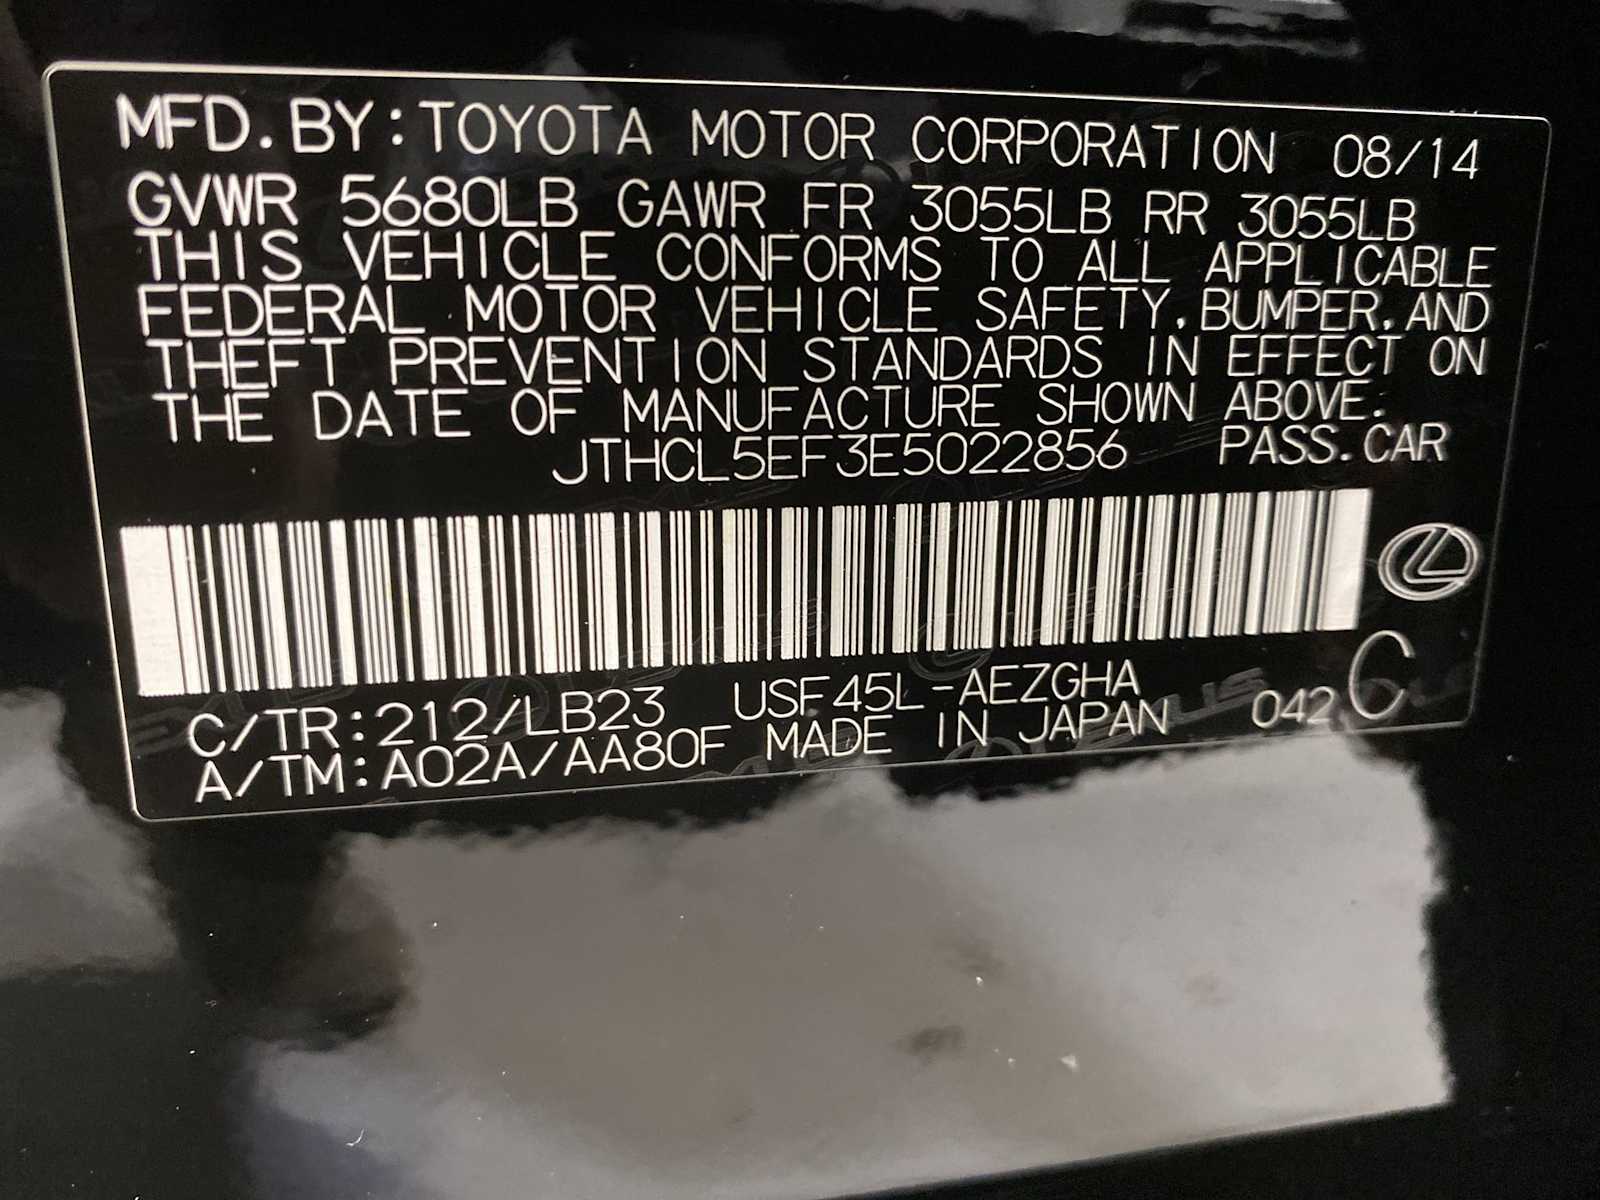 MFD. BY: TOYOTA MOTOR CORPORATION 08/14
GVWR 5680LB GAWR FR 3055LB RR 3055LB
THIS VEHICLE CONFORMS TO ALL APPLICABLE
FEDERAL MOTOR VEHICLE SAFETY, BUMPER, AND
THEFT PREVENTION STANDARDS IN EFFECT ON
THE DATE OF MANUFACTURE SHOWN ABOVE.
JTHCL5EF3E5022856 PASS. CAR
C/TR: 212/LB23 USF45L-AEZGHA
A/TM: A02A/AA80F MADE IN JAPAN 042 C